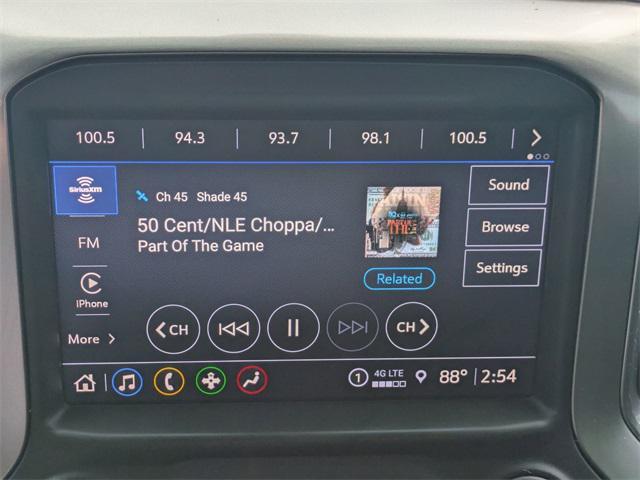 100.5 94.3 93.7 98.1 100.5
SiriusXM
Ch 45 Shade 45
Sound
50 Cent/NLE Choppa/...
Part Of The Game
FM
Browse
Related
Settings
iPhone
CH
CH
More
1 4G LTE 88° 2:54